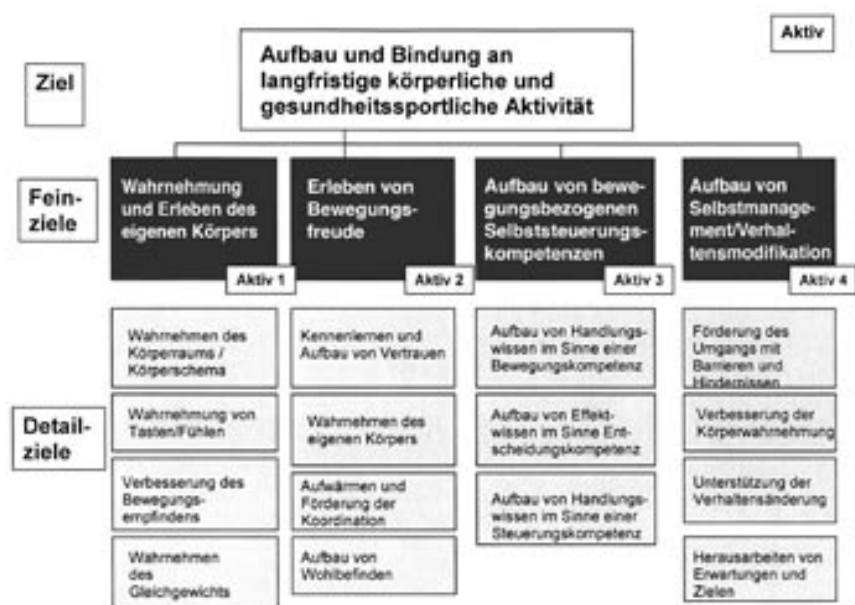 Aktiv
Ziel
Aufbau und Bindung an
langfristige körperliche und
gesundheitssportliche Aktivität
Fein-
ziele
Wahrnehmung
und Erleben des
eigenen Körpers
Aktiv 1
Erleben von
Bewegungs-
freude
Aktiv 2
Aufbau von bewe-
gungsbezogenen
Selbststeuerungs-
kompetenzen
Aktiv 3
Aufbau von
Selbstmanage-
ment/Verhal-
tensmodifikation
Aktiv 4
Detail-
ziele
Wahrnehmen des
Körperraums /
Körperschema
Wahrnehmung von
Tasten/Fühlen
Verbesserung des
Bewegungs-
empfindens
Wahrnehmen
des
Gleichgewichts
Kennenlernen und
Aufbau von Vertrauen
Wahrnehmen des
eigenen Körpers
Aufwärmen und
Förderung der
Koordination
Aufbau von
Wohlbefinden
Aufbau von Handlungs-
wissen im Sinne einer
Bewegungskompetenz
Aufbau von Effekt-
wissen im Sinne Ent-
scheidungskompetenz
Aufbau von Handlungs-
wissen im Sinne einer
Steuerungskompetenz
Förderung des
Umgangs mit
Barrieren und
Hindernissen
Verbesserung der
Körperwahrnehmung
Unterstützung der
Verhaltensänderung
Herausarbeiten von
Erwartungen und
Zielen